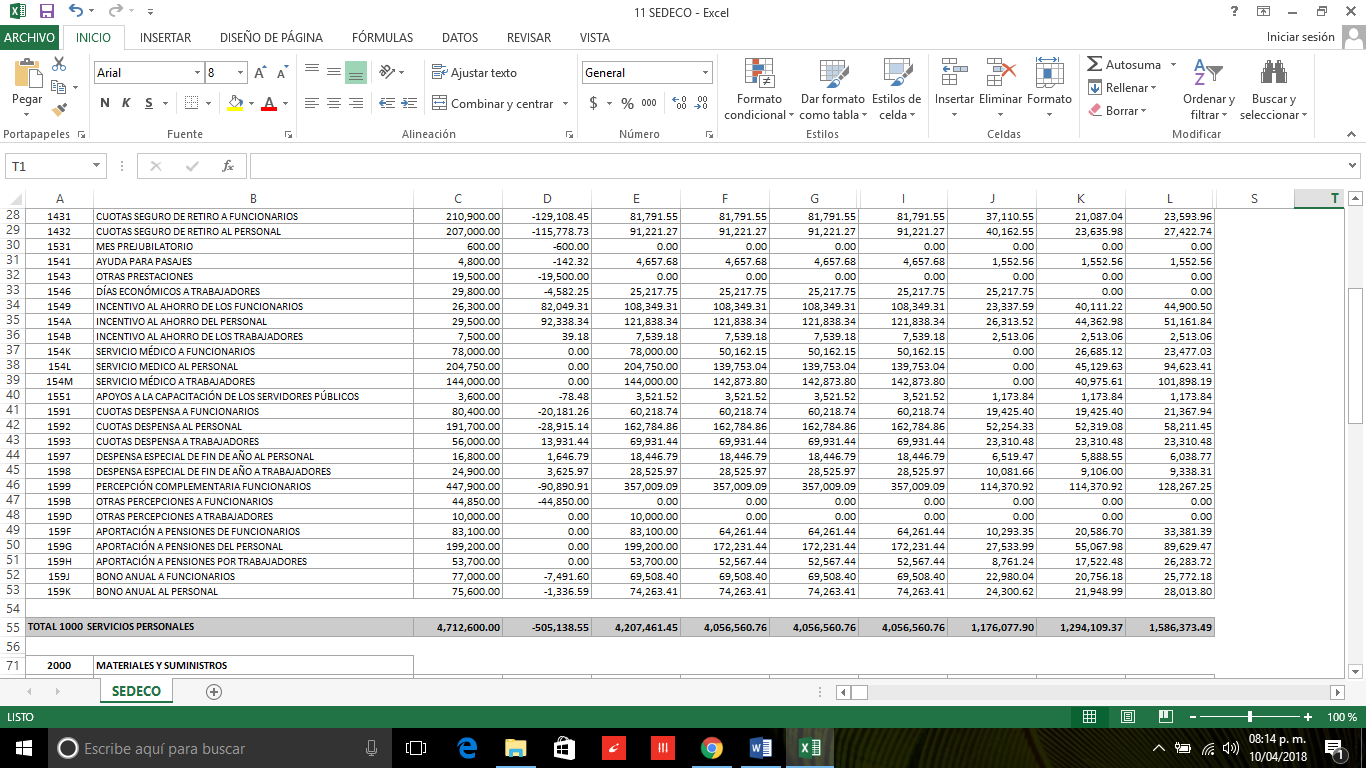 11 SEDECO - Excel
ARCHIVO INICIO INSERTAR DISEÑO DE PÁGINA FÓRMULAS DATOS REVISAR VISTA Iniciar sesión
Pegar Arial 8 Ajustar texto General Formato condicional Dar formato como tabla Estilos de celda Insertar Eliminar Formato Autosuma Rellenar Borrar Ordenar y filtrar Buscar y seleccionar
N K S Combinar y centrar $ % 000
Portapapeles Fuente Alineación Número Estilos Celdas Modificar
T1 fx
A B C D E F G I J K L S T
28 1431 CUOTAS SEGURO DE RETIRO A FUNCIONARIOS 210,900.00 -129,108.45 81,791.55 81,791.55 81,791.55 81,791.55 37,110.55 21,087.04 23,593.96
29 1432 CUOTAS SEGURO DE RETIRO AL PERSONAL 207,000.00 -115,778.73 91,221.27 91,221.27 91,221.27 91,221.27 40,162.55 23,635.98 27,422.74
30 1531 MES PREJUBILATORIO 600.00 -600.00 0.00 0.00 0.00 0.00 0.00 0.00 0.00
31 1541 AYUDA PARA PASAJES 4,800.00 -142.32 4,657.68 4,657.68 4,657.68 4,657.68 1,552.56 1,552.56 1,552.56
32 1543 OTRAS PRESTACIONES 19,500.00 -19,500.00 0.00 0.00 0.00 0.00 0.00 0.00 0.00
33 1546 DÍAS ECONÓMICOS A TRABAJADORES 29,800.00 -4,582.25 25,217.75 25,217.75 25,217.75 25,217.75 25,217.75 0.00 0.00
34 1549 INCENTIVO AL AHORRO DE LOS FUNCIONARIOS 26,300.00 82,049.31 108,349.31 108,349.31 108,349.31 108,349.31 23,337.59 40,111.22 44,900.50
35 154A INCENTIVO AL AHORRO DEL PERSONAL 29,500.00 92,338.34 121,838.34 121,838.34 121,838.34 121,838.34 26,313.52 44,362.98 51,161.84
36 154B INCENTIVO AL AHORRO DE LOS TRABAJADORES 7,500.00 39.18 7,539.18 7,539.18 7,539.18 7,539.18 2,513.06 2,513.06 2,513.06
37 154K SERVICIO MÉDICO A FUNCIONARIOS 78,000.00 0.00 78,000.00 50,162.15 50,162.15 50,162.15 0.00 26,685.12 23,477.03
38 154L SERVICIO MEDICO AL PERSONAL 204,750.00 0.00 204,750.00 139,753.04 139,753.04 139,753.04 0.00 45,129.63 94,623.41
39 154M SERVICIO MÉDICO A TRABAJADORES 144,000.00 0.00 144,000.00 142,873.80 142,873.80 142,873.80 0.00 40,975.61 101,898.19
40 1551 APOYOS A LA CAPACITACIÓN DE LOS SERVIDORES PÚBLICOS 3,600.00 -78.48 3,521.52 3,521.52 3,521.52 3,521.52 1,173.84 1,173.84 1,173.84
41 1591 CUOTAS DESPENSA A FUNCIONARIOS 80,400.00 -20,181.26 60,218.74 60,218.74 60,218.74 60,218.74 19,425.40 19,425.40 21,367.94
42 1592 CUOTAS DESPENSA AL PERSONAL 191,700.00 -28,915.14 162,784.86 162,784.86 162,784.86 162,784.86 52,254.33 52,319.08 58,211.45
43 1593 CUOTAS DESPENSA A TRABAJADORES 56,000.00 13,931.44 69,931.44 69,931.44 69,931.44 69,931.44 23,310.48 23,310.48 23,310.48
44 1597 DESPENSA ESPECIAL DE FIN DE AÑO AL PERSONAL 16,800.00 1,646.79 18,446.79 18,446.79 18,446.79 18,446.79 6,519.47 5,888.55 6,038.77
45 1598 DESPENSA ESPECIAL DE FIN DE AÑO A TRABAJADORES 24,900.00 3,625.97 28,525.97 28,525.97 28,525.97 28,525.97 10,081.66 9,106.00 9,338.31
46 1599 PERCEPCIÓN COMPLEMENTARIA FUNCIONARIOS 447,900.00 -90,890.91 357,009.09 357,009.09 357,009.09 357,009.09 114,370.92 114,370.92 128,267.25
47 159B OTRAS PERCEPCIONES A FUNCIONARIOS 44,850.00 -44,850.00 0.00 0.00 0.00 0.00 0.00 0.00 0.00
48 159D OTRAS PERCEPCIONES A TRABAJADORES 10,000.00 0.00 10,000.00 0.00 0.00 0.00 0.00 0.00 0.00
49 159F APORTACIÓN A PENSIONES DE FUNCIONARIOS 83,100.00 0.00 83,100.00 64,261.44 64,261.44 64,261.44 10,293.35 20,586.70 33,381.39
50 159G APORTACIÓN A PENSIONES DEL PERSONAL 199,200.00 0.00 199,200.00 172,231.44 172,231.44 172,231.44 27,533.99 55,067.98 89,629.47
51 159H APORTACIÓN A PENSIONES POR TRABAJADORES 53,700.00 0.00 53,700.00 52,567.44 52,567.44 52,567.44 8,761.24 17,522.48 26,283.72
52 159J BONO ANUAL A FUNCIONARIOS 77,000.00 -7,491.60 69,508.40 69,508.40 69,508.40 69,508.40 22,980.04 20,756.18 25,772.18
53 159K BONO ANUAL AL PERSONAL 75,600.00 -1,336.59 74,263.41 74,263.41 74,263.41 74,263.41 24,300.62 21,948.99 28,013.80
54
55 TOTAL 1000 SERVICIOS PERSONALES 4,712,600.00 -505,138.55 4,207,461.45 4,056,560.76 4,056,560.76 4,056,560.76 1,176,077.90 1,294,109.37 1,586,373.49
56
71 2000 MATERIALES Y SUMINISTROS
SEDECO
LISTO 100 %
Escribe aquí para buscar 08:14 p. m.
10/04/2018